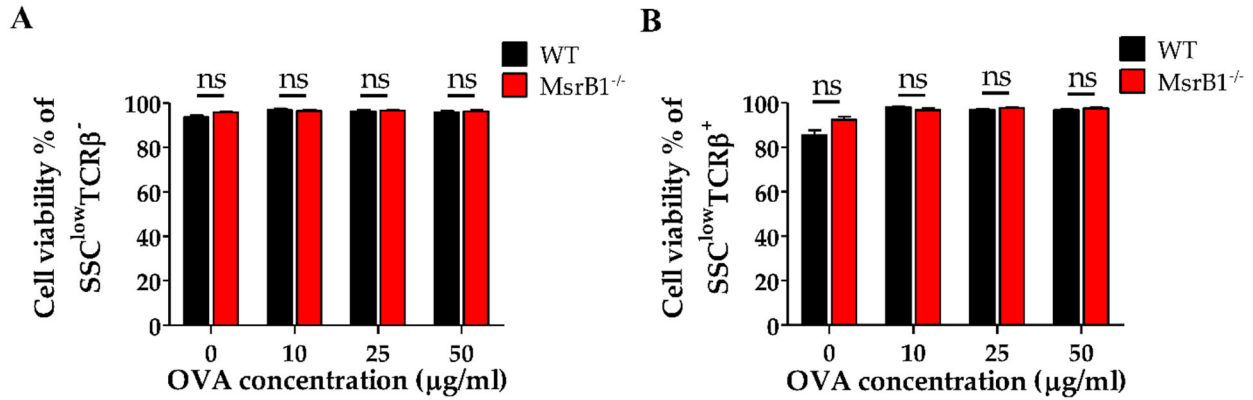 A
WT
MsrB1-/-
ns ns ns ns
Cell viability % of
SSClowTCRβ-
100
80
60
40
20
0
0 10 25 50
OVA concentration (μg/ml)
B
WT
MsrB1-/-
ns ns ns ns
Cell viability % of
SSClowTCRβ+
100
80
60
40
20
0
0 10 25 50
OVA concentration (μg/ml)